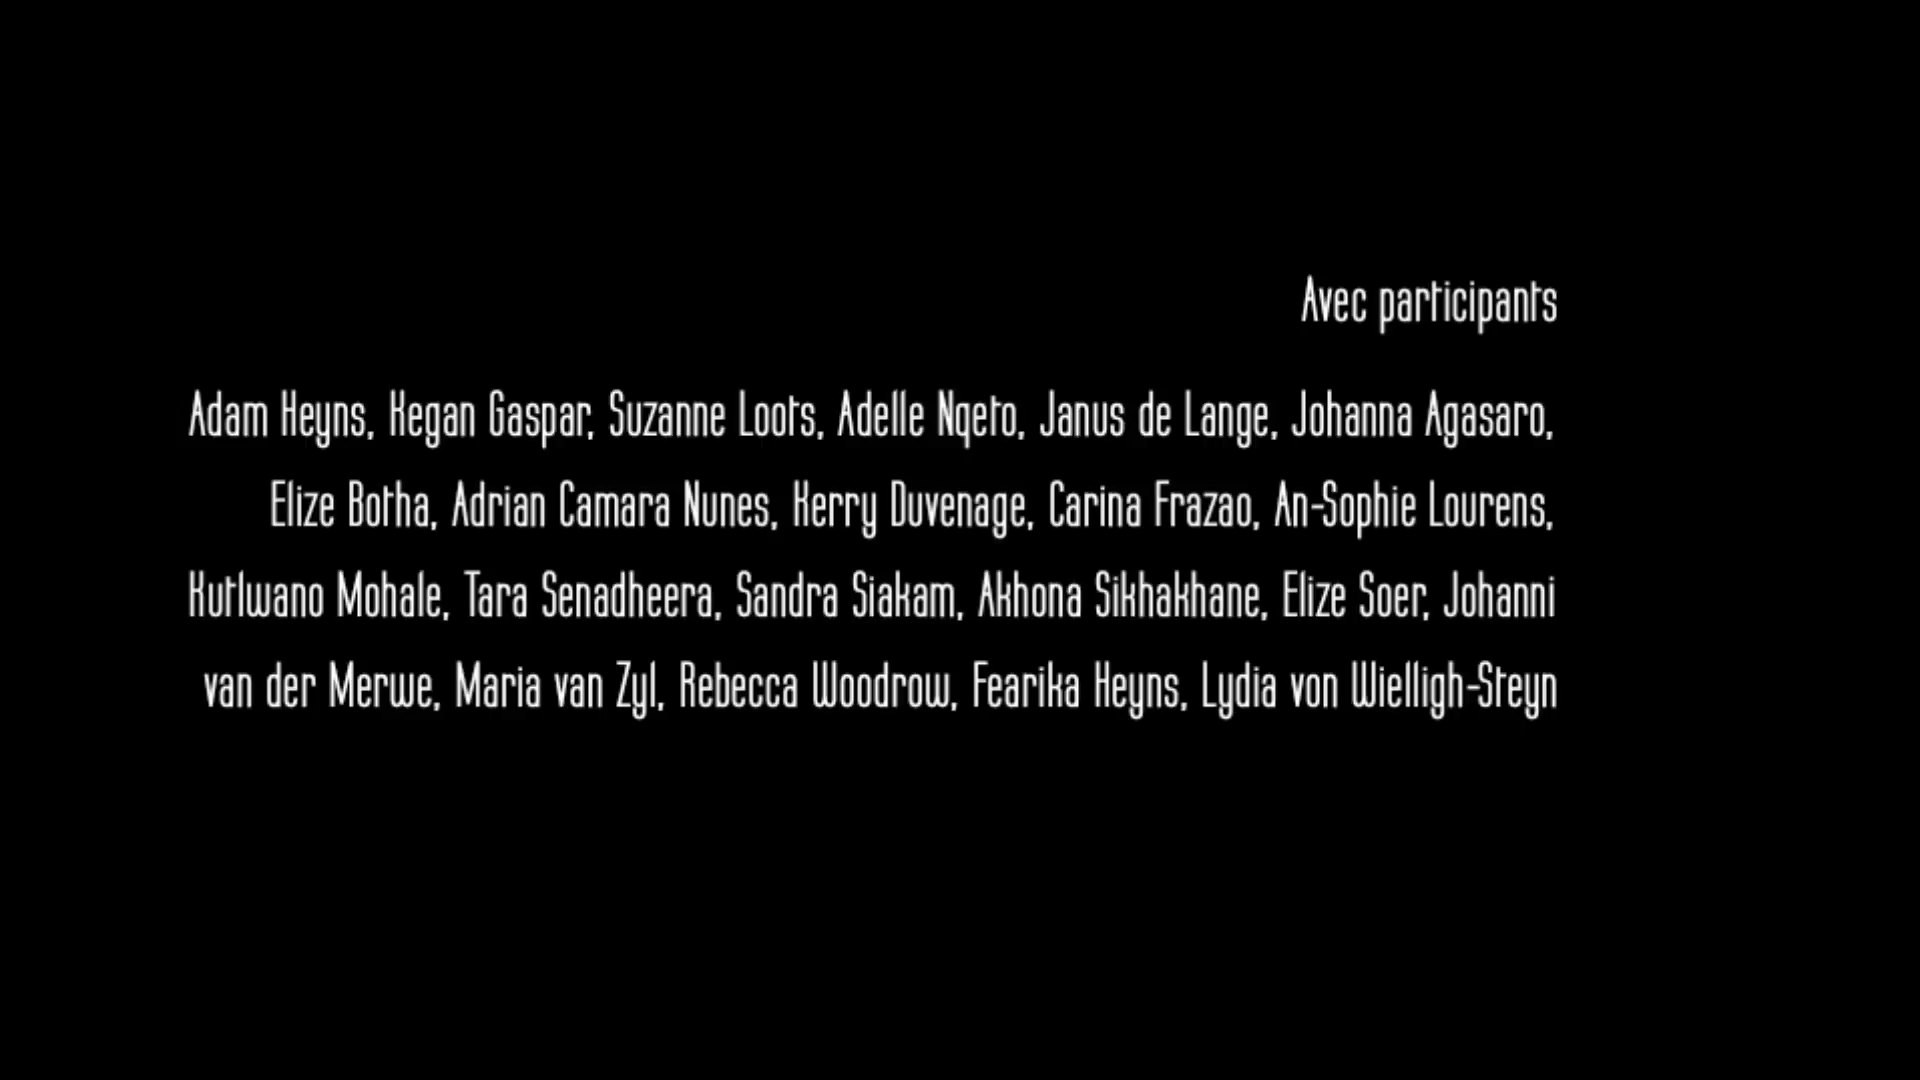 Avec participants
Adam Heyns, Kegan Gaspar, Suzanne Loots, Adelle Nqeto, Janus de Lange, Johanna Agasaro,
Elize Botha, Adrian Camara Nunes, Kerry Duvenage, Carina Frazao, An-Sophie Lourens,
Kutlwano Mohale, Tara Senadheera, Sandra Siakam, Akhona Sikhakhane, Elize Soer, Johanni
van der Merwe, Maria van Zyl, Rebecca Woodrow, Fearika Heyns, Lydia von Wielligh-Steyn